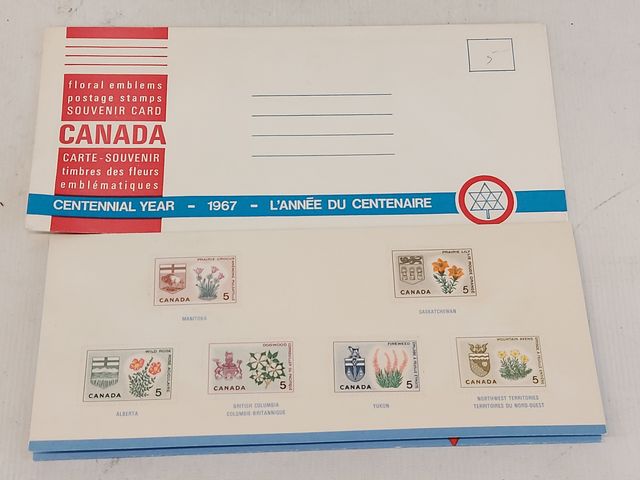 floral emblems
postage stamps
SOUVENIR CARD
CANADA
CARTE-SOUVENIR
timbres des fleurs
emblématiques
5
CENTENNIAL YEAR - 1967 - L'ANNÉE DU CENTENAIRE
PRAIRIE CROCUS
CANADA 5
MANITOBA
PRAIRIE LILY
CANADA 5
SASKATCHEWAN
WILD ROSE
CANADA 5
ALBERTA
DOGWOOD
CANADA 5
BRITISH COLUMBIA
COLOMBIE-BRITANNIQUE
FIREWEED
CANADA 5
YUKON
MOUNTAIN AVENS
CANADA 5
NORTHWEST TERRITORIES
TERRITOIRES DU NORD-OUEST